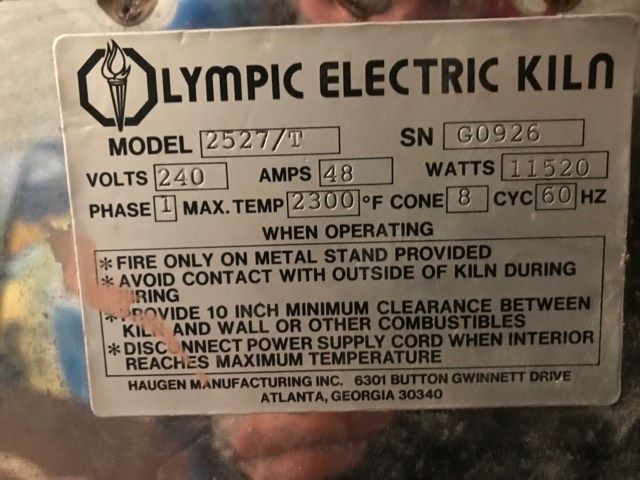 OLYMPIC ELECTRIC KILN
MODEL 2527/T SN G0926
VOLTS 240 AMPS 48 WATTS 11520
PHASE 1 MAX. TEMP 2300 °F CONE 8 CYC 60 HZ
WHEN OPERATING
* FIRE ONLY ON METAL STAND PROVIDED
* AVOID CONTACT WITH OUTSIDE OF KILN DURING
FIRING
* PROVIDE 10 INCH MINIMUM CLEARANCE BETWEEN
KILN AND WALL OR OTHER COMBUSTIBLES
* DISCONNECT POWER SUPPLY CORD WHEN INTERIOR
REACHES MAXIMUM TEMPERATURE
HAUGEN MANUFACTURING INC. 6301 BUTTON GWINNETT DRIVE
ATLANTA, GEORGIA 30340